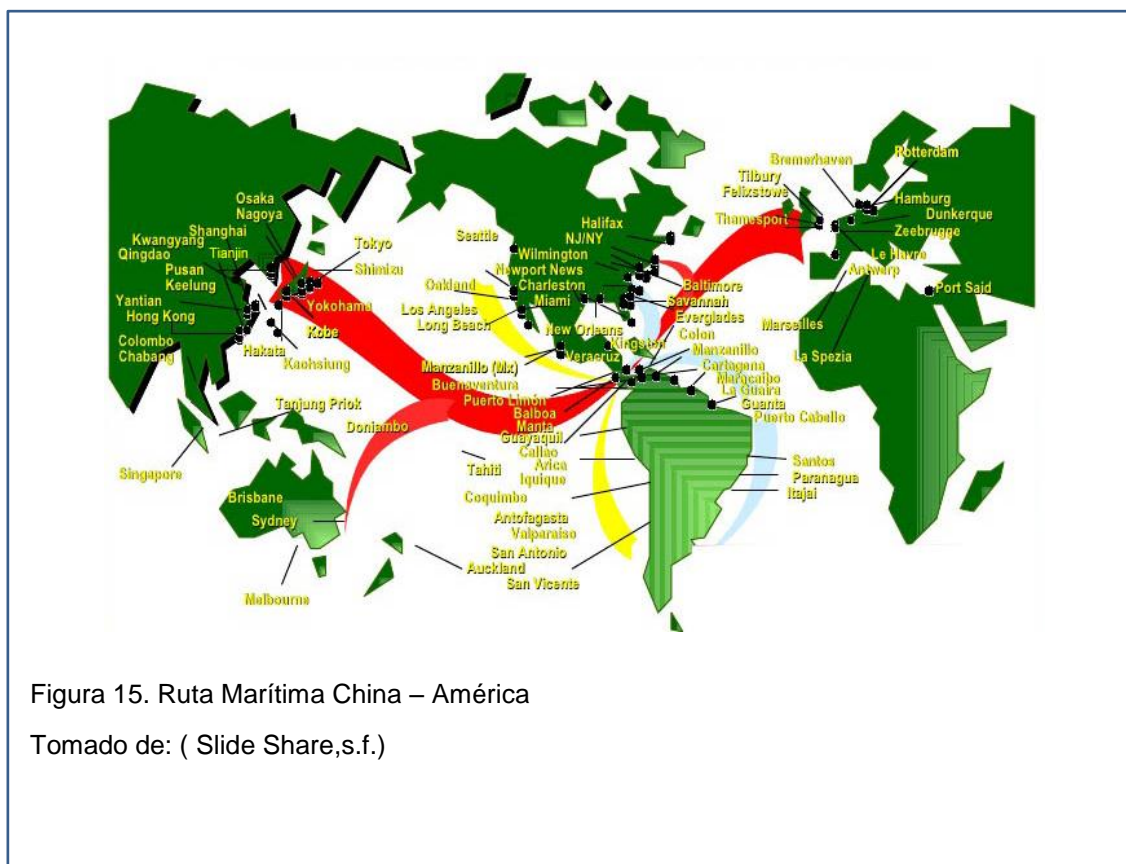 Osaka
Nagoya
Shanghai
Kwangyang
Qingdao
Tianjin
Pusan
Keelung
Yantian
Hong Kong
Colombo
Chabang
Hakata
Kaohsiung
Kobe
Yokohama
Shimizu
Tokyo
Tanjung Priok
Singapore
Brisbane
Sydney
Melbourne
Doniambo
Tahiti
Auckland
Seattle
Oakland
Los Angeles
Long Beach
Manzanillo (Mx)
Halifax
NJ/NY
Wilmington
Newport News
Charleston
Miami
New Orleans
Baltimore
Savannah
Everglades
Kingston
Veracruz
Colon
Manzanillo
Cartagena
Maracaibo
La Guaira
Guanta
Puerto Cabello
Buenaventura
Puerto Limón
Balboa
Manta
Guayaquil
Callao
Arica
Iquique
Coquimbo
Antofagasta
Valparaiso
San Antonio
San Vicente
Santos
Paranagua
Itajai
Bremerhaven
Rotterdam
Tilbury
Felixstowe
Hamburg
Thamesport
Dunkerque
Zeebrugge
Le Havre
Antwerp
Port Said
Marseilles
La Spezia
Figura 15. Ruta Marítima China – América
Tomado de: ( Slide Share,s.f.)